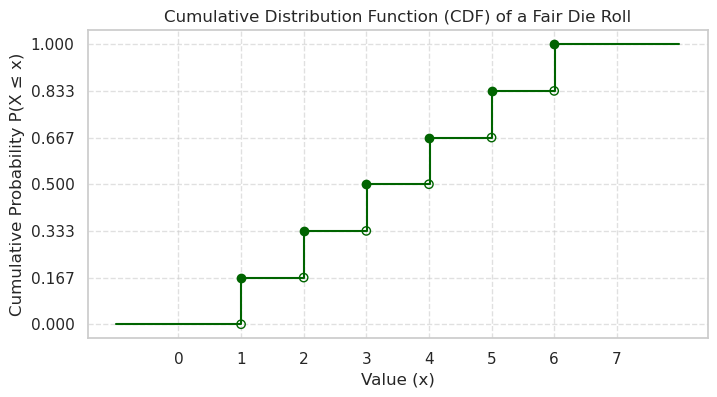 Cumulative Distribution Function (CDF) of a Fair Die Roll
Cumulative Probability P(X ≤ x)
1.000
0.833
0.667
0.500
0.333
0.167
0.000
0 1 2 3 4 5 6 7
Value (x)